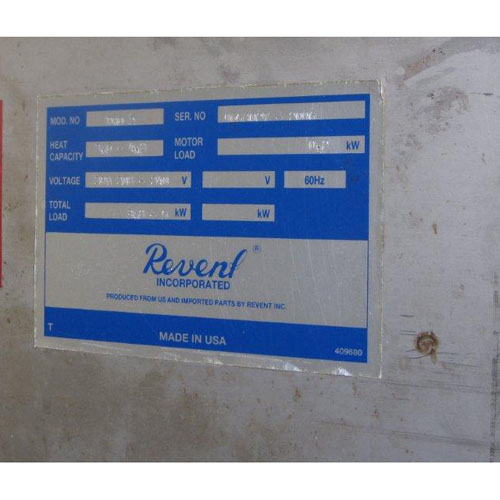 MOD. NO SER. NO
HEAT CAPACITY MOTOR LOAD kW
VOLTAGE V V 60Hz
TOTAL LOAD kW kW
Revent ®
INCORPORATED
PRODUCED FROM US AND IMPORTED PARTS BY REVENT INC.
T MADE IN USA
409680